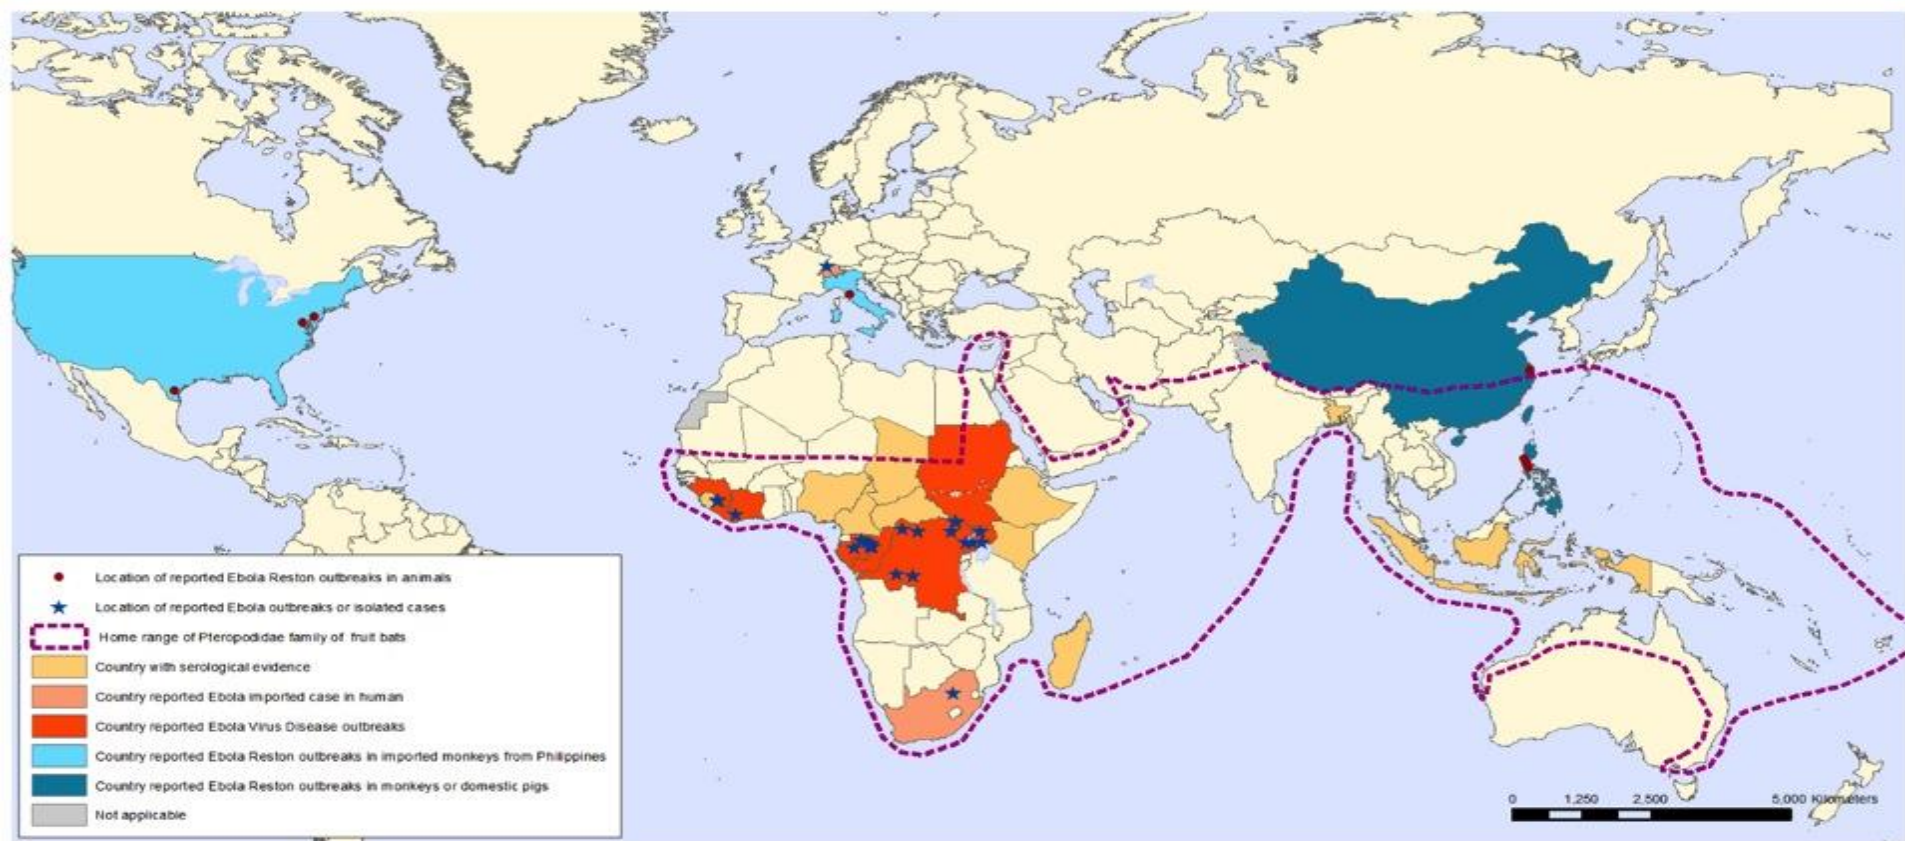 Location of reported Ebola Reston outbreaks in animals
Location of reported Ebola outbreaks or isolated cases
Home range of Pteropodidae family of fruit bats
Country with serological evidence
Country reported Ebola imported case in human
Country reported Ebola Virus Disease outbreaks
Country reported Ebola Reston outbreaks in imported monkeys from Philippines
Country reported Ebola Reston outbreaks in monkeys or domestic pigs
Not applicable
0 1,250 2,500 5,000 Kilometers